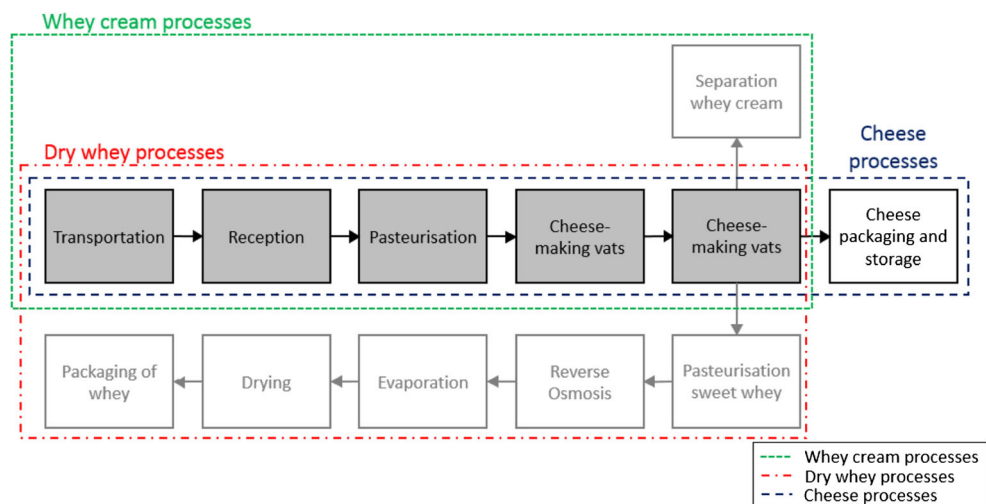 Whey cream processes
Separation
whey cream
Dry whey processes
Cheese
processes
Transportation
Reception
Pasteurisation
Cheese-
making vats
Cheese-
making vats
Cheese
packaging and
storage
Packaging of
whey
Drying
Evaporation
Reverse
Osmosis
Pasteurisation
sweet whey
Whey cream processes
Dry whey processes
Cheese processes